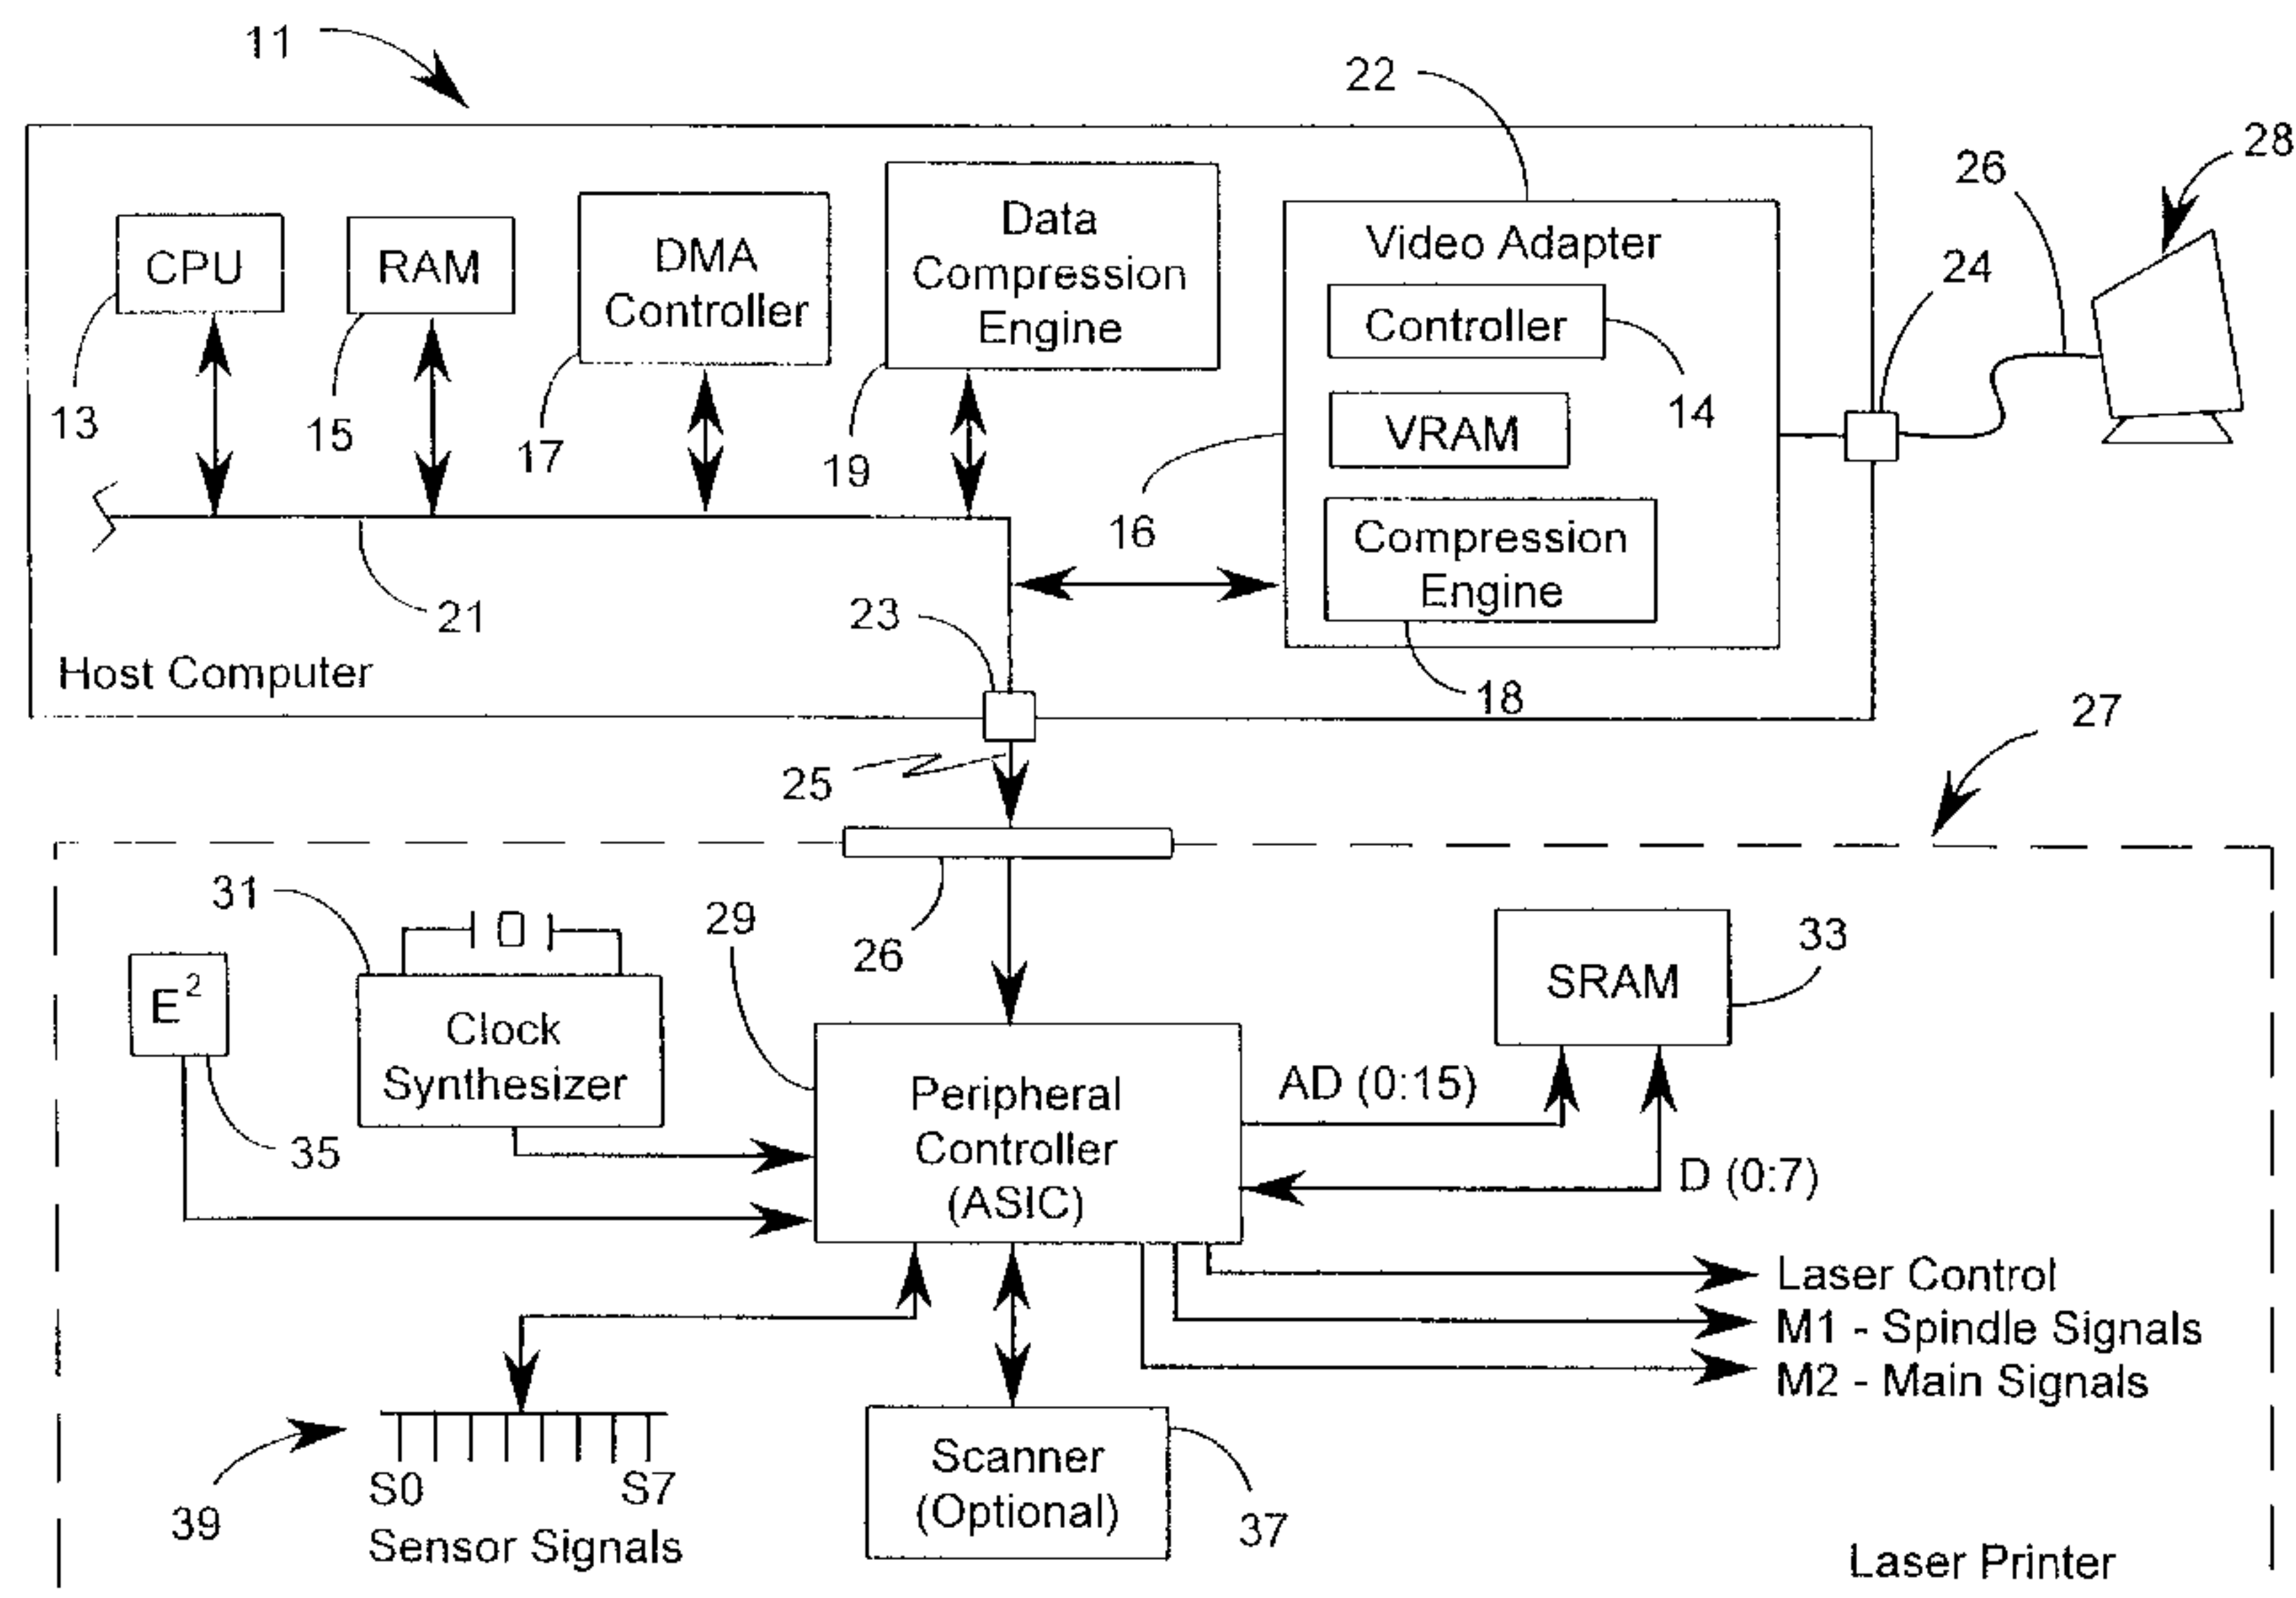 11
22
28
26
24
CPU
RAM
DMA
Controller
Data
Compression
Engine
Video Adapter
Controller
VRAM
Compression
Engine
13
15
17
19
14
16
21
23
18
Host Computer
25
27
26
31
29
33
E²
Clock
Synthesizer
35
SRAM
Peripheral
Controller
(ASIC)
AD (0:15)
D (0:7)
Laser Control
M1 - Spindle Signals
M2 - Main Signals
39
S0 S7
Sensor Signals
Scanner
(Optional)
37
Laser Printer